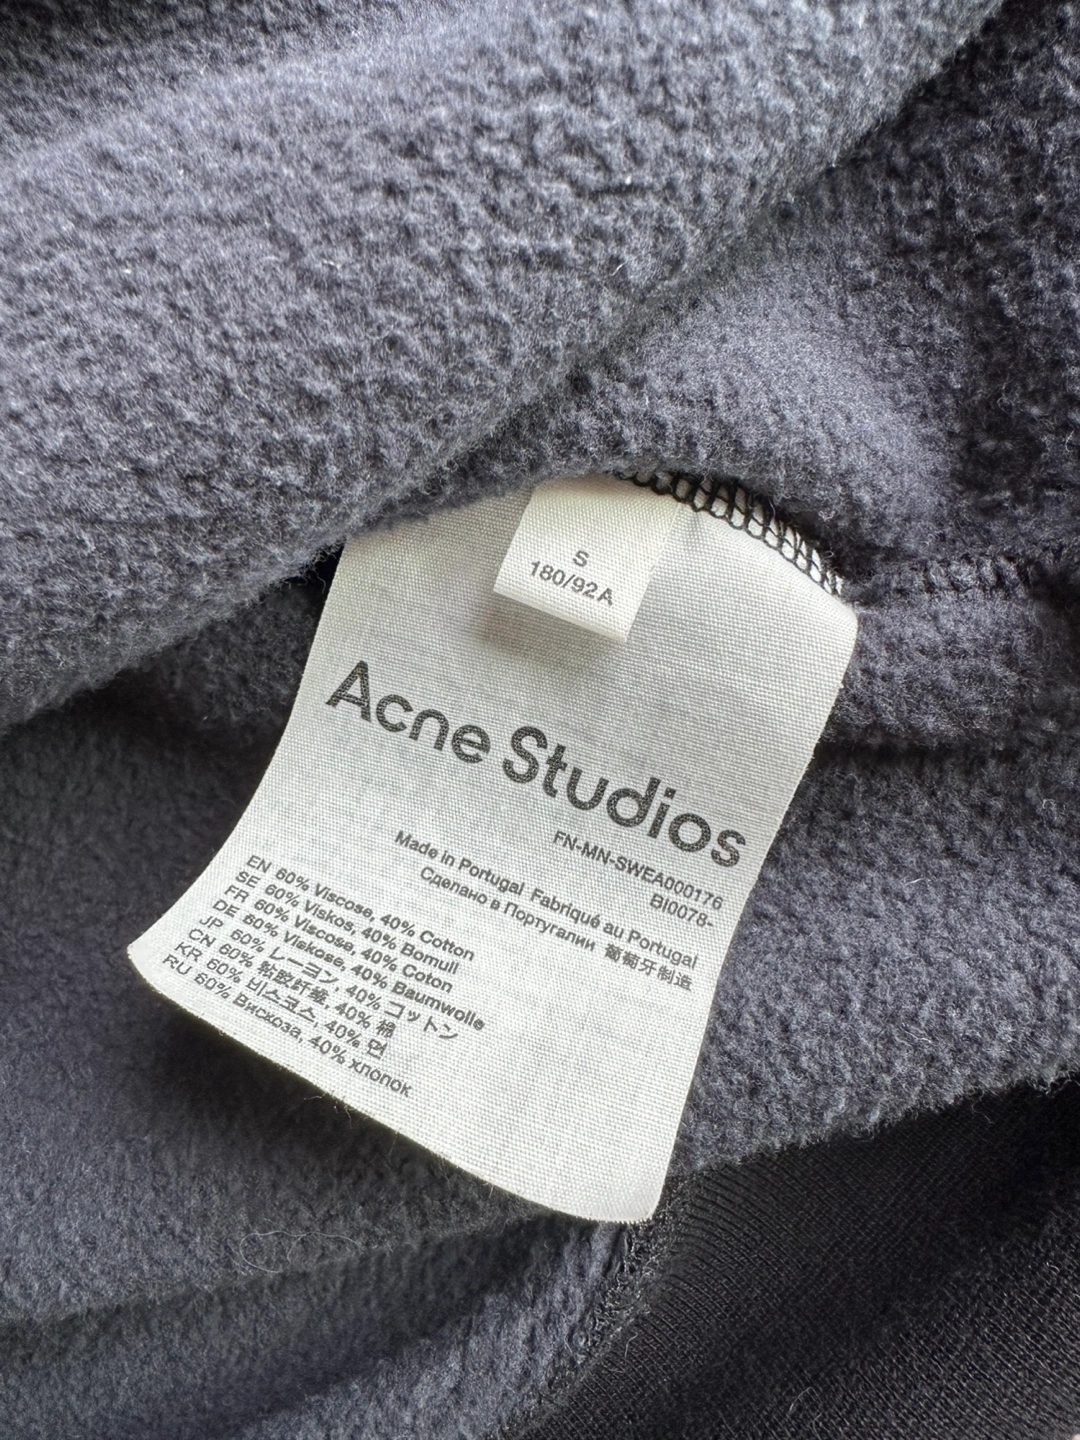 S
180/92A
Acne Studios
FN-MN-SWEA000176
BI0078-
Made in Portugal Fabriqué au Portugal
Сделано в Португалии 葡萄牙制造
EN 60% Viscose, 40% Cotton
SE 60% Viskos, 40% Bomull
FR 60% Viscose, 40% Coton
DE 60% Viskose, 40% Baumwolle
JP 60% レーヨン, 40% コットン
CN 60% 黏胶纤维, 40% 棉
KR 60% 비스코스, 40% 면
RU 60% Вискоза, 40% хлопок